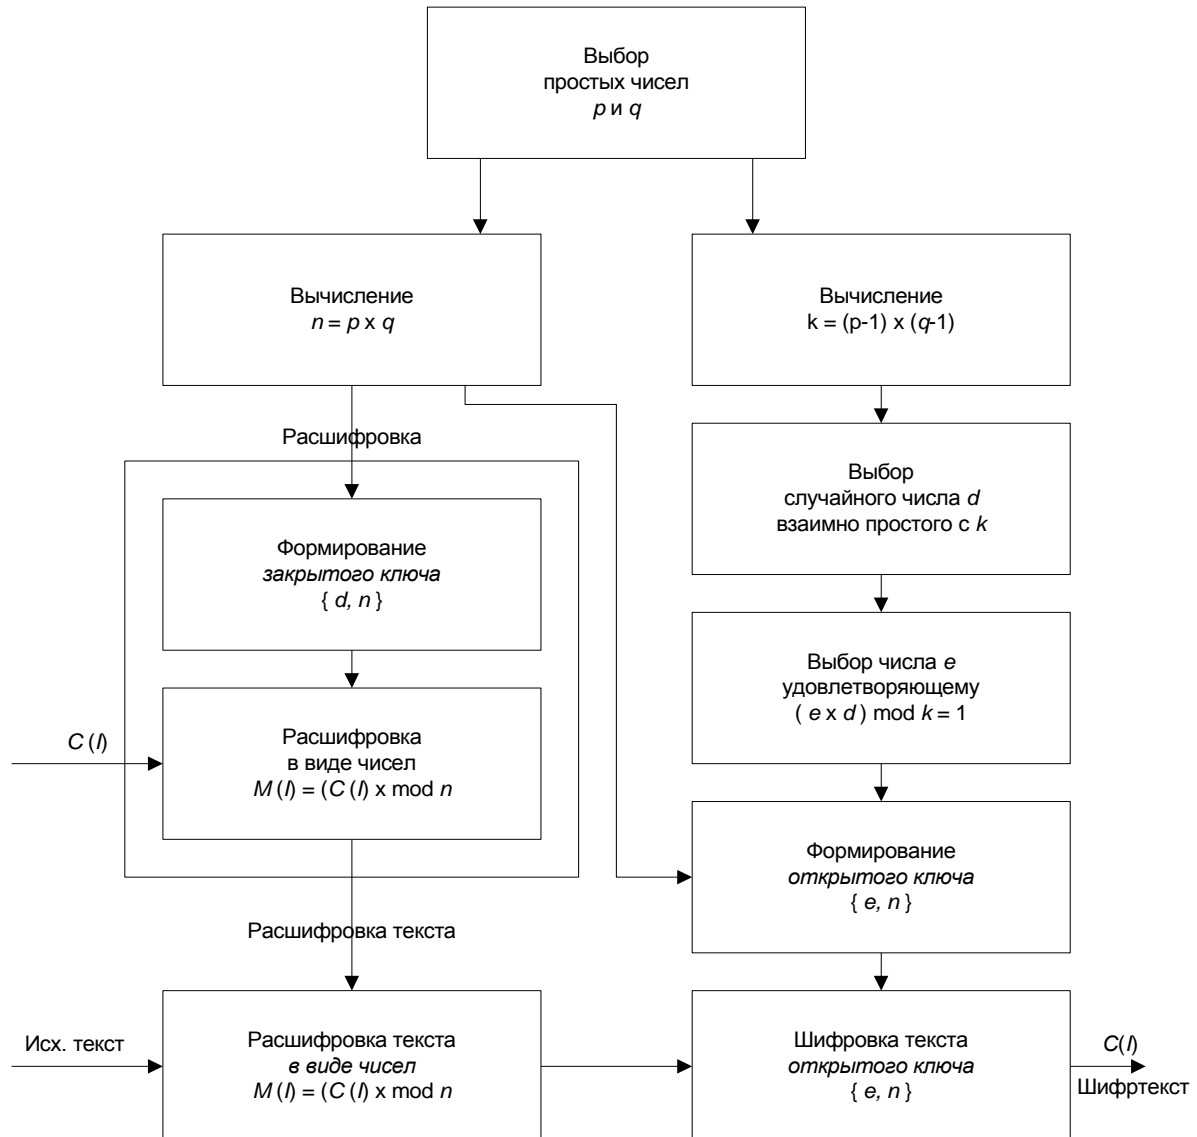 Выбор
простых чисел
p и q
Вычисление
n = p x q
Вычисление
k = (p-1) x (q-1)
Расшифровка
Выбор
случайного числа d
взаимно простого с k
Формирование
закрытого ключа
{ d, n }
Выбор числа e
удовлетворяющему
( e x d ) mod k = 1
C (I)
Расшифровка
в виде чисел
M (I) = (C (I) x mod n
Формирование
открытого ключа
{ e, n }
Расшифровка текста
Исх. текст
Расшифровка текста
в виде чисел
M (I) = (C (I) x mod n
Шифровка текста
открытого ключа
{ e, n }
C(I)
Шифртекст